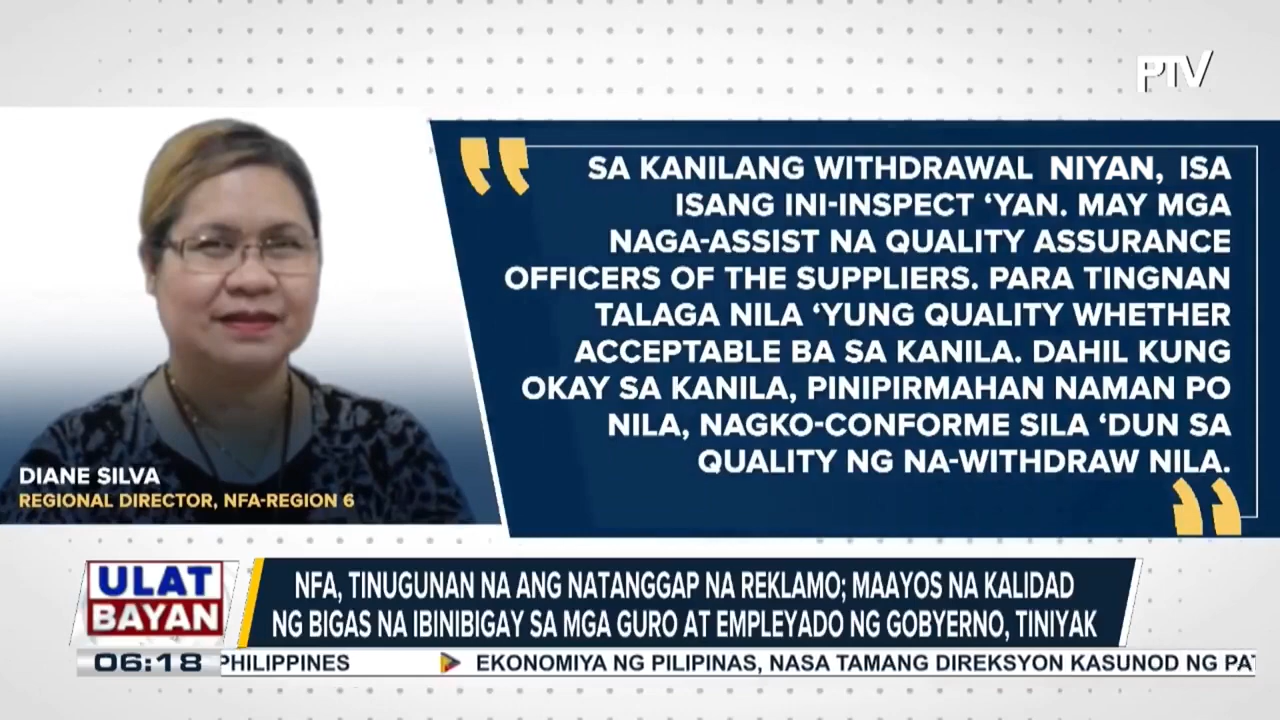 PTV
SA KANILANG WITHDRAWAL NIYAN, ISA
ISANG INI-INSPECT ‘YAN. MAY MGA
NAGA-ASSIST NA QUALITY ASSURANCE
OFFICERS OF THE SUPPLIERS. PARA TINGNAN
TALAGA NILA ‘YUNG QUALITY WHETHER
ACCEPTABLE BA SA KANILA. DAHIL KUNG
OKAY SA KANILA, PINIPIRMAHAN NAMAN PO
NILA, NAGKO-CONFORME SILA ‘DUN SA
QUALITY NG NA-WITHDRAW NILA.
DIANE SILVA
REGIONAL DIRECTOR, NFA-REGION 6
ULAT
BAYAN
NFA, TINUGUNAN NA ANG NATANGGAP NA REKLAMO; MAAYOS NA KALIDAD
NG BIGAS NA IBINIBIGAY SA MGA GURO AT EMPLEYADO NG GOBYERNO, TINIYAK
06:18
PHILIPPINES EKONOMIYA NG PILIPINAS, NASA TAMANG DIREKSYON KASUNOD NG